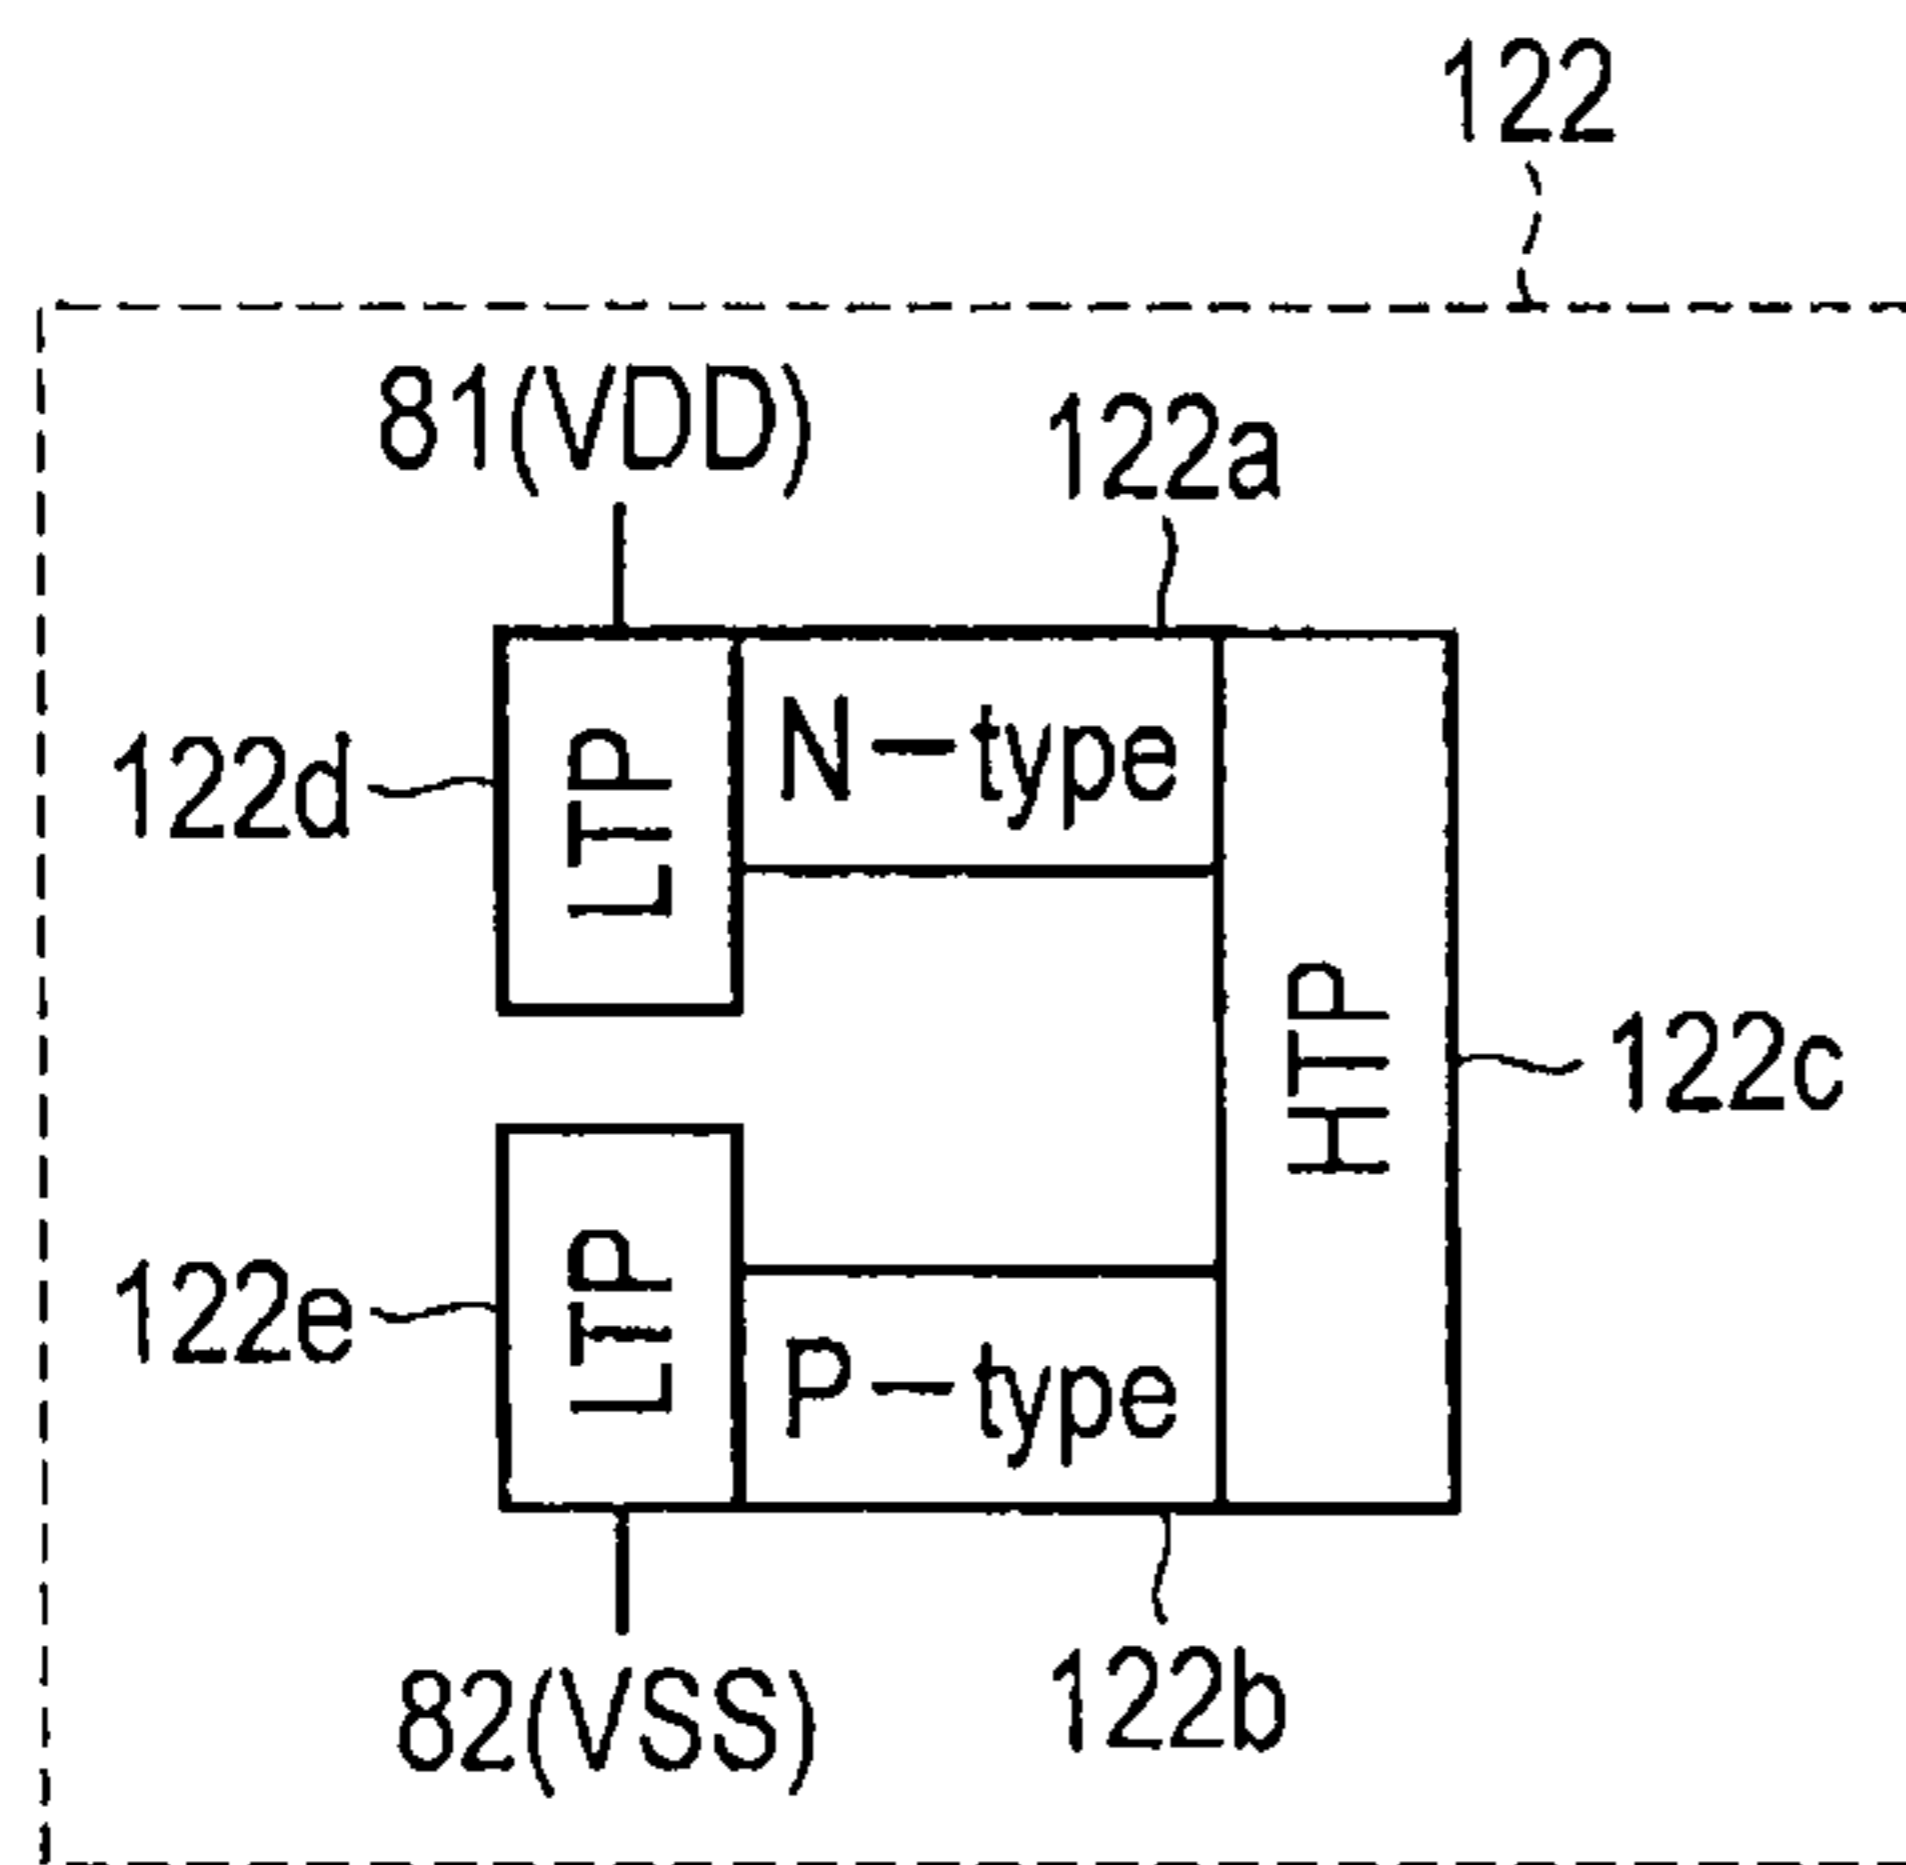 122
81(VDD)
122a
122d
LTP
N-type
HTP
122c
122e
LTP
P-type
82(VSS)
122b